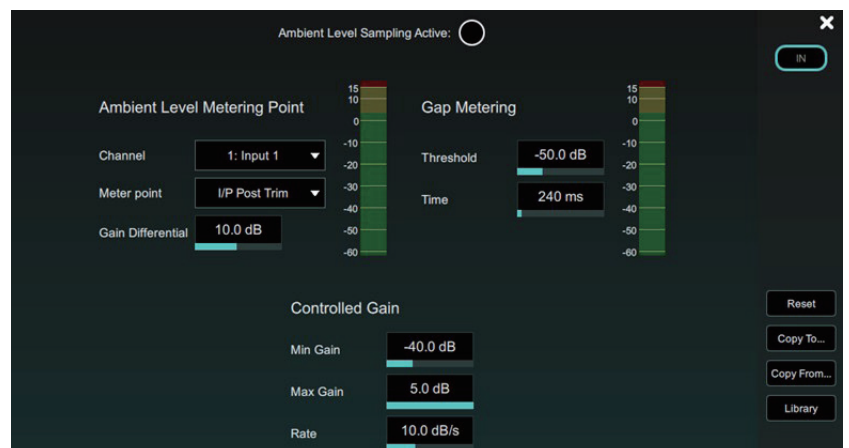 Ambient Level Sampling Active:
IN
Ambient Level Metering Point
Channel
1: Input 1
Meter point
I/P Post Trim
Gain Differential
10.0 dB
15
10
0
-10
-20
-30
-40
-50
-60
Gap Metering
Threshold
-50.0 dB
Time
240 ms
15
10
0
-10
-20
-30
-40
-50
-60
Controlled Gain
Min Gain
-40.0 dB
Max Gain
5.0 dB
Rate
10.0 dB/s
Reset
Copy To...
Copy From...
Library